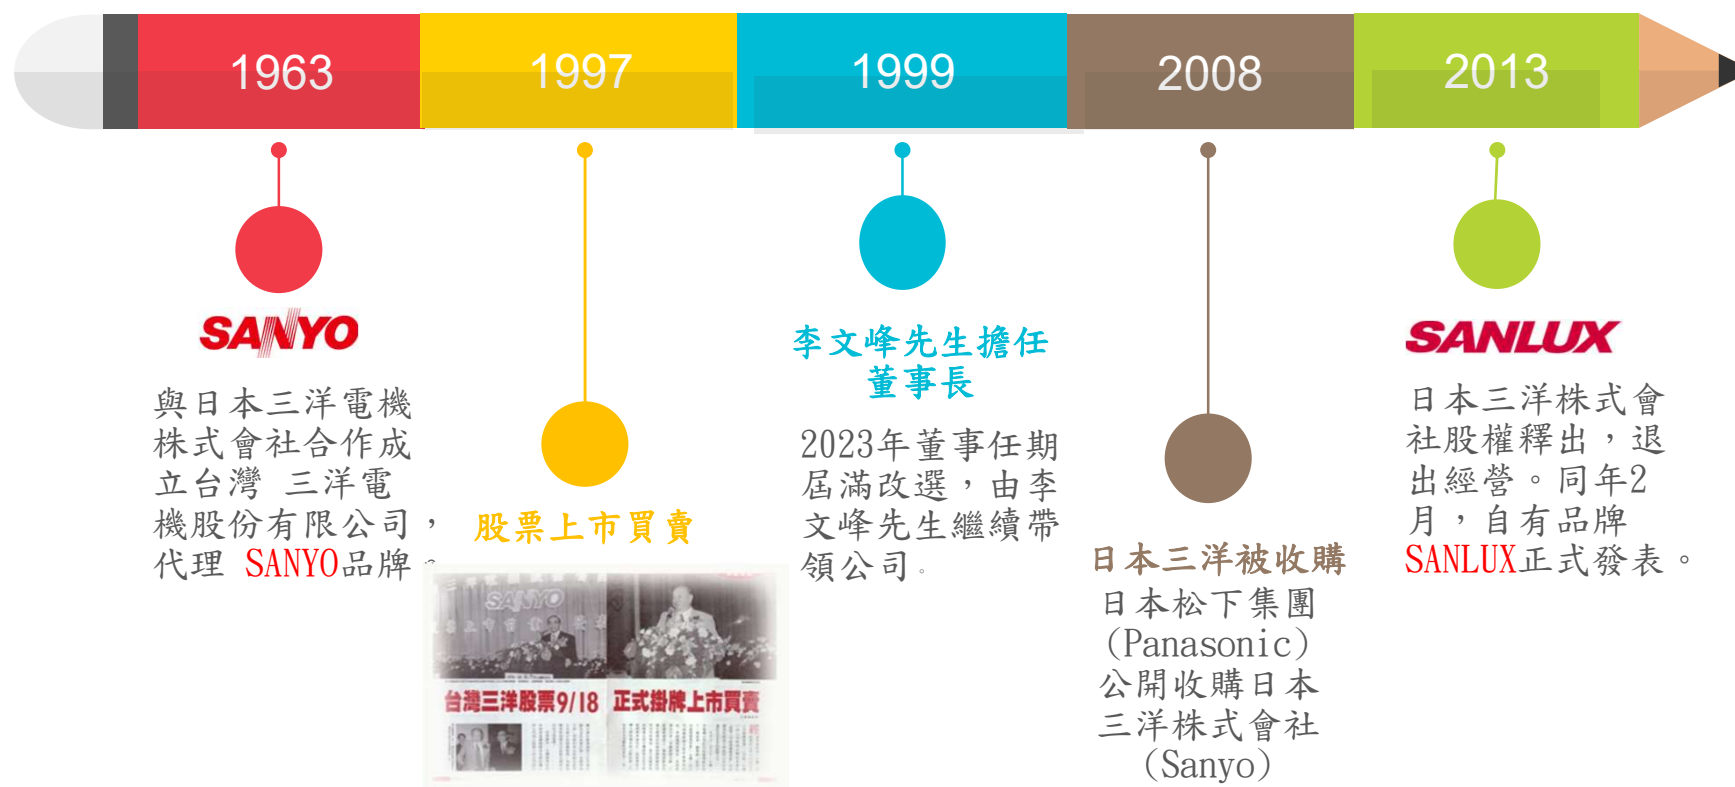 1963
1997
1999
2008
2013
SANYO
與日本三洋電機
株式會社合作成
立台灣 三洋電
機股份有限公司，
代理 SANYO品牌。
股票上市買賣
SANYO
台灣三洋股票9/18 正式掛牌上市買賣
李文峰先生擔任
董事長
2023年董事任期
屆滿改選，由李
文峰先生繼續帶
領公司。
日本三洋被收購
日本松下集團
(Panasonic)
公開收購日本
三洋株式會社
(Sanyo)
SANLUX
日本三洋株式會
社股權釋出，退
出經營。同年2
月，自有品牌
SANLUX正式發表。